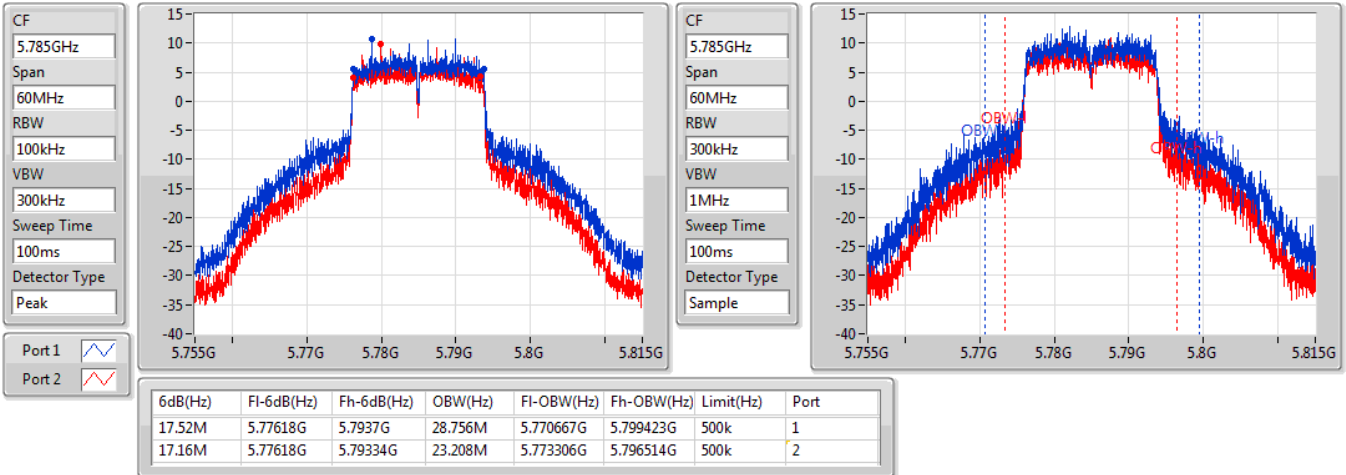 CF
5.785GHz
Span
60MHz
RBW
100kHz
VBW
300kHz
Sweep Time
100ms
Detector Type
Peak
Port 1
Port 2
15-
10-
5-
0-
-5-
-10-
-15-
-20-
-25-
-30-
-35-
-40-
5.755G 5.77G 5.78G 5.79G 5.8G 5.815G
CF
5.785GHz
Span
60MHz
RBW
300kHz
VBW
1MHz
Sweep Time
100ms
Detector Type
Sample
15-
10-
5-
0-
-5-
-10-
-15-
-20-
-25-
-30-
-35-
-40-
OBW
OBW
5.755G 5.77G 5.78G 5.79G 5.8G 5.815G
6dB(Hz) Fl-6dB(Hz) Fh-6dB(Hz) OBW(Hz) Fl-OBW(Hz) Fh-OBW(Hz) Limit(Hz) Port
17.52M 5.77618G 5.7937G 28.756M 5.770667G 5.799423G 500k 1
17.16M 5.77618G 5.79334G 23.208M 5.773306G 5.796514G 500k 2